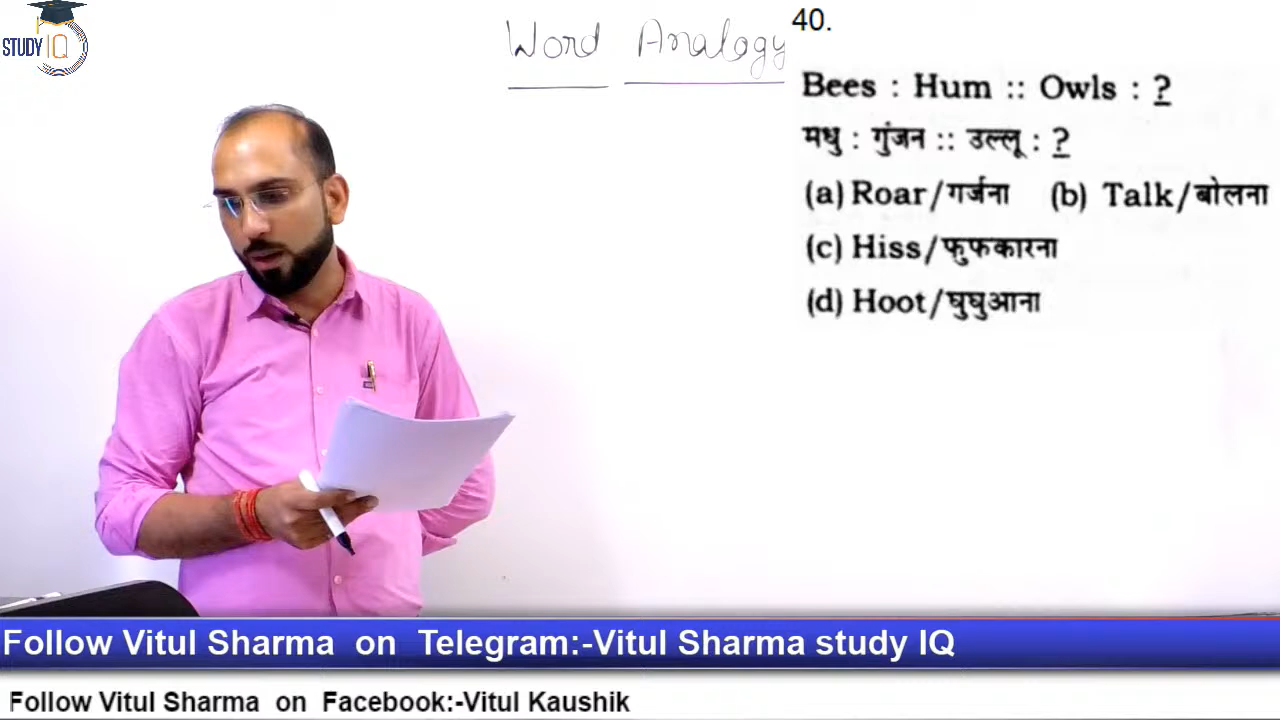 STUDY IQ
Word Analogy
40.
Bees : Hum :: Owls : ?
मधु : गुंजन :: उल्लू : ?
(a) Roar/गर्जना (b) Talk/बोलना
(c) Hiss/फुफकारना
(d) Hoot/घुघुआना
Follow Vitul Sharma on Telegram:-Vitul Sharma study IQ
Follow Vitul Sharma on Facebook:-Vitul Kaushik